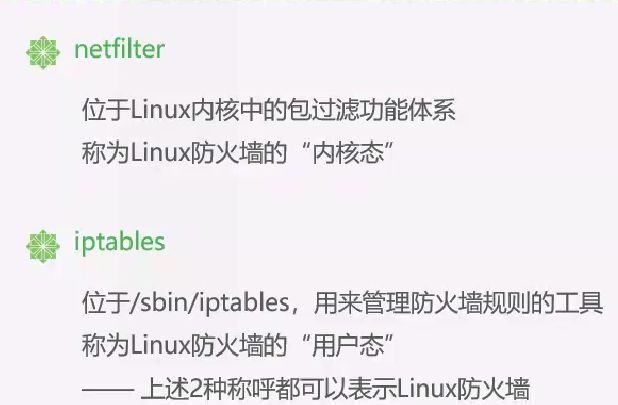 netfilter
位于Linux内核中的包过滤功能体系
称为Linux防火墙的“内核态”
iptables
位于/sbin/iptables，用来管理防火墙规则的工具
称为Linux防火墙的“用户态”
—— 上述2种称呼都可以表示Linux防火墙